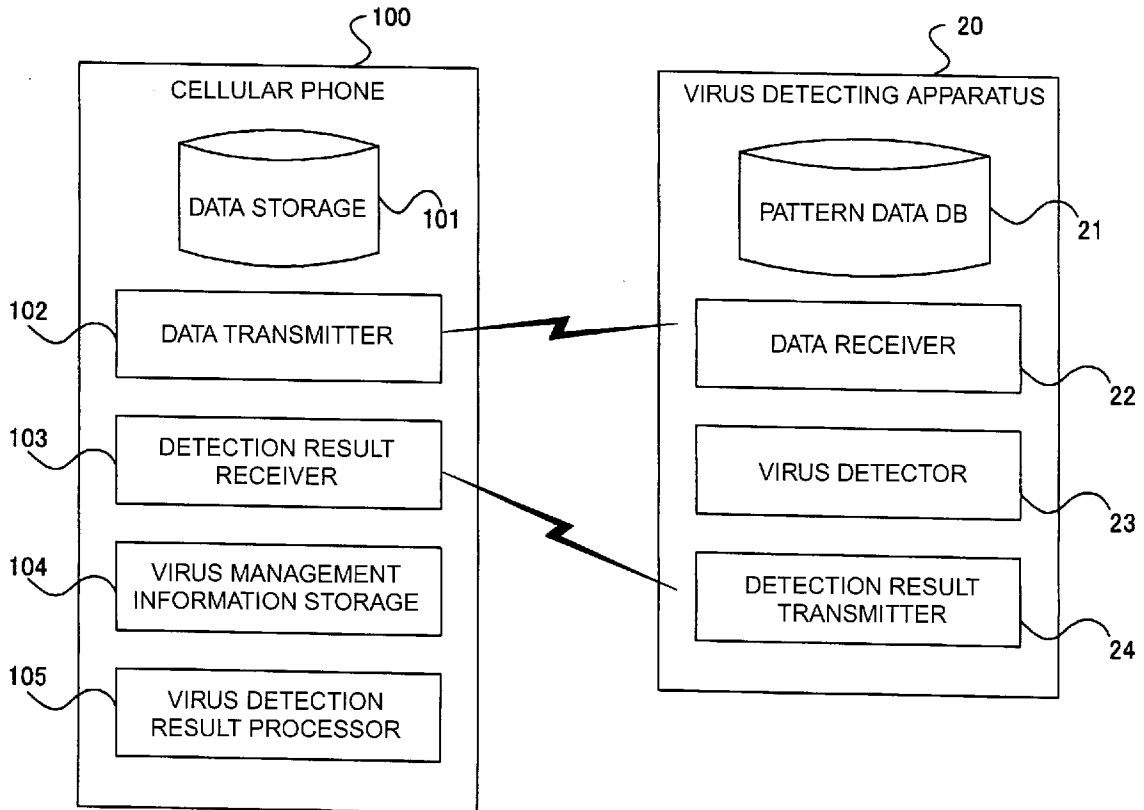 100
CELLULAR PHONE
DATA STORAGE
101
102
DATA TRANSMITTER
103
DETECTION RESULT
RECEIVER
104
VIRUS MANAGEMENT
INFORMATION STORAGE
105
VIRUS DETECTION
RESULT PROCESSOR
20
VIRUS DETECTING APPARATUS
PATTERN DATA DB
21
DATA RECEIVER
22
VIRUS DETECTOR
23
DETECTION RESULT
TRANSMITTER
24